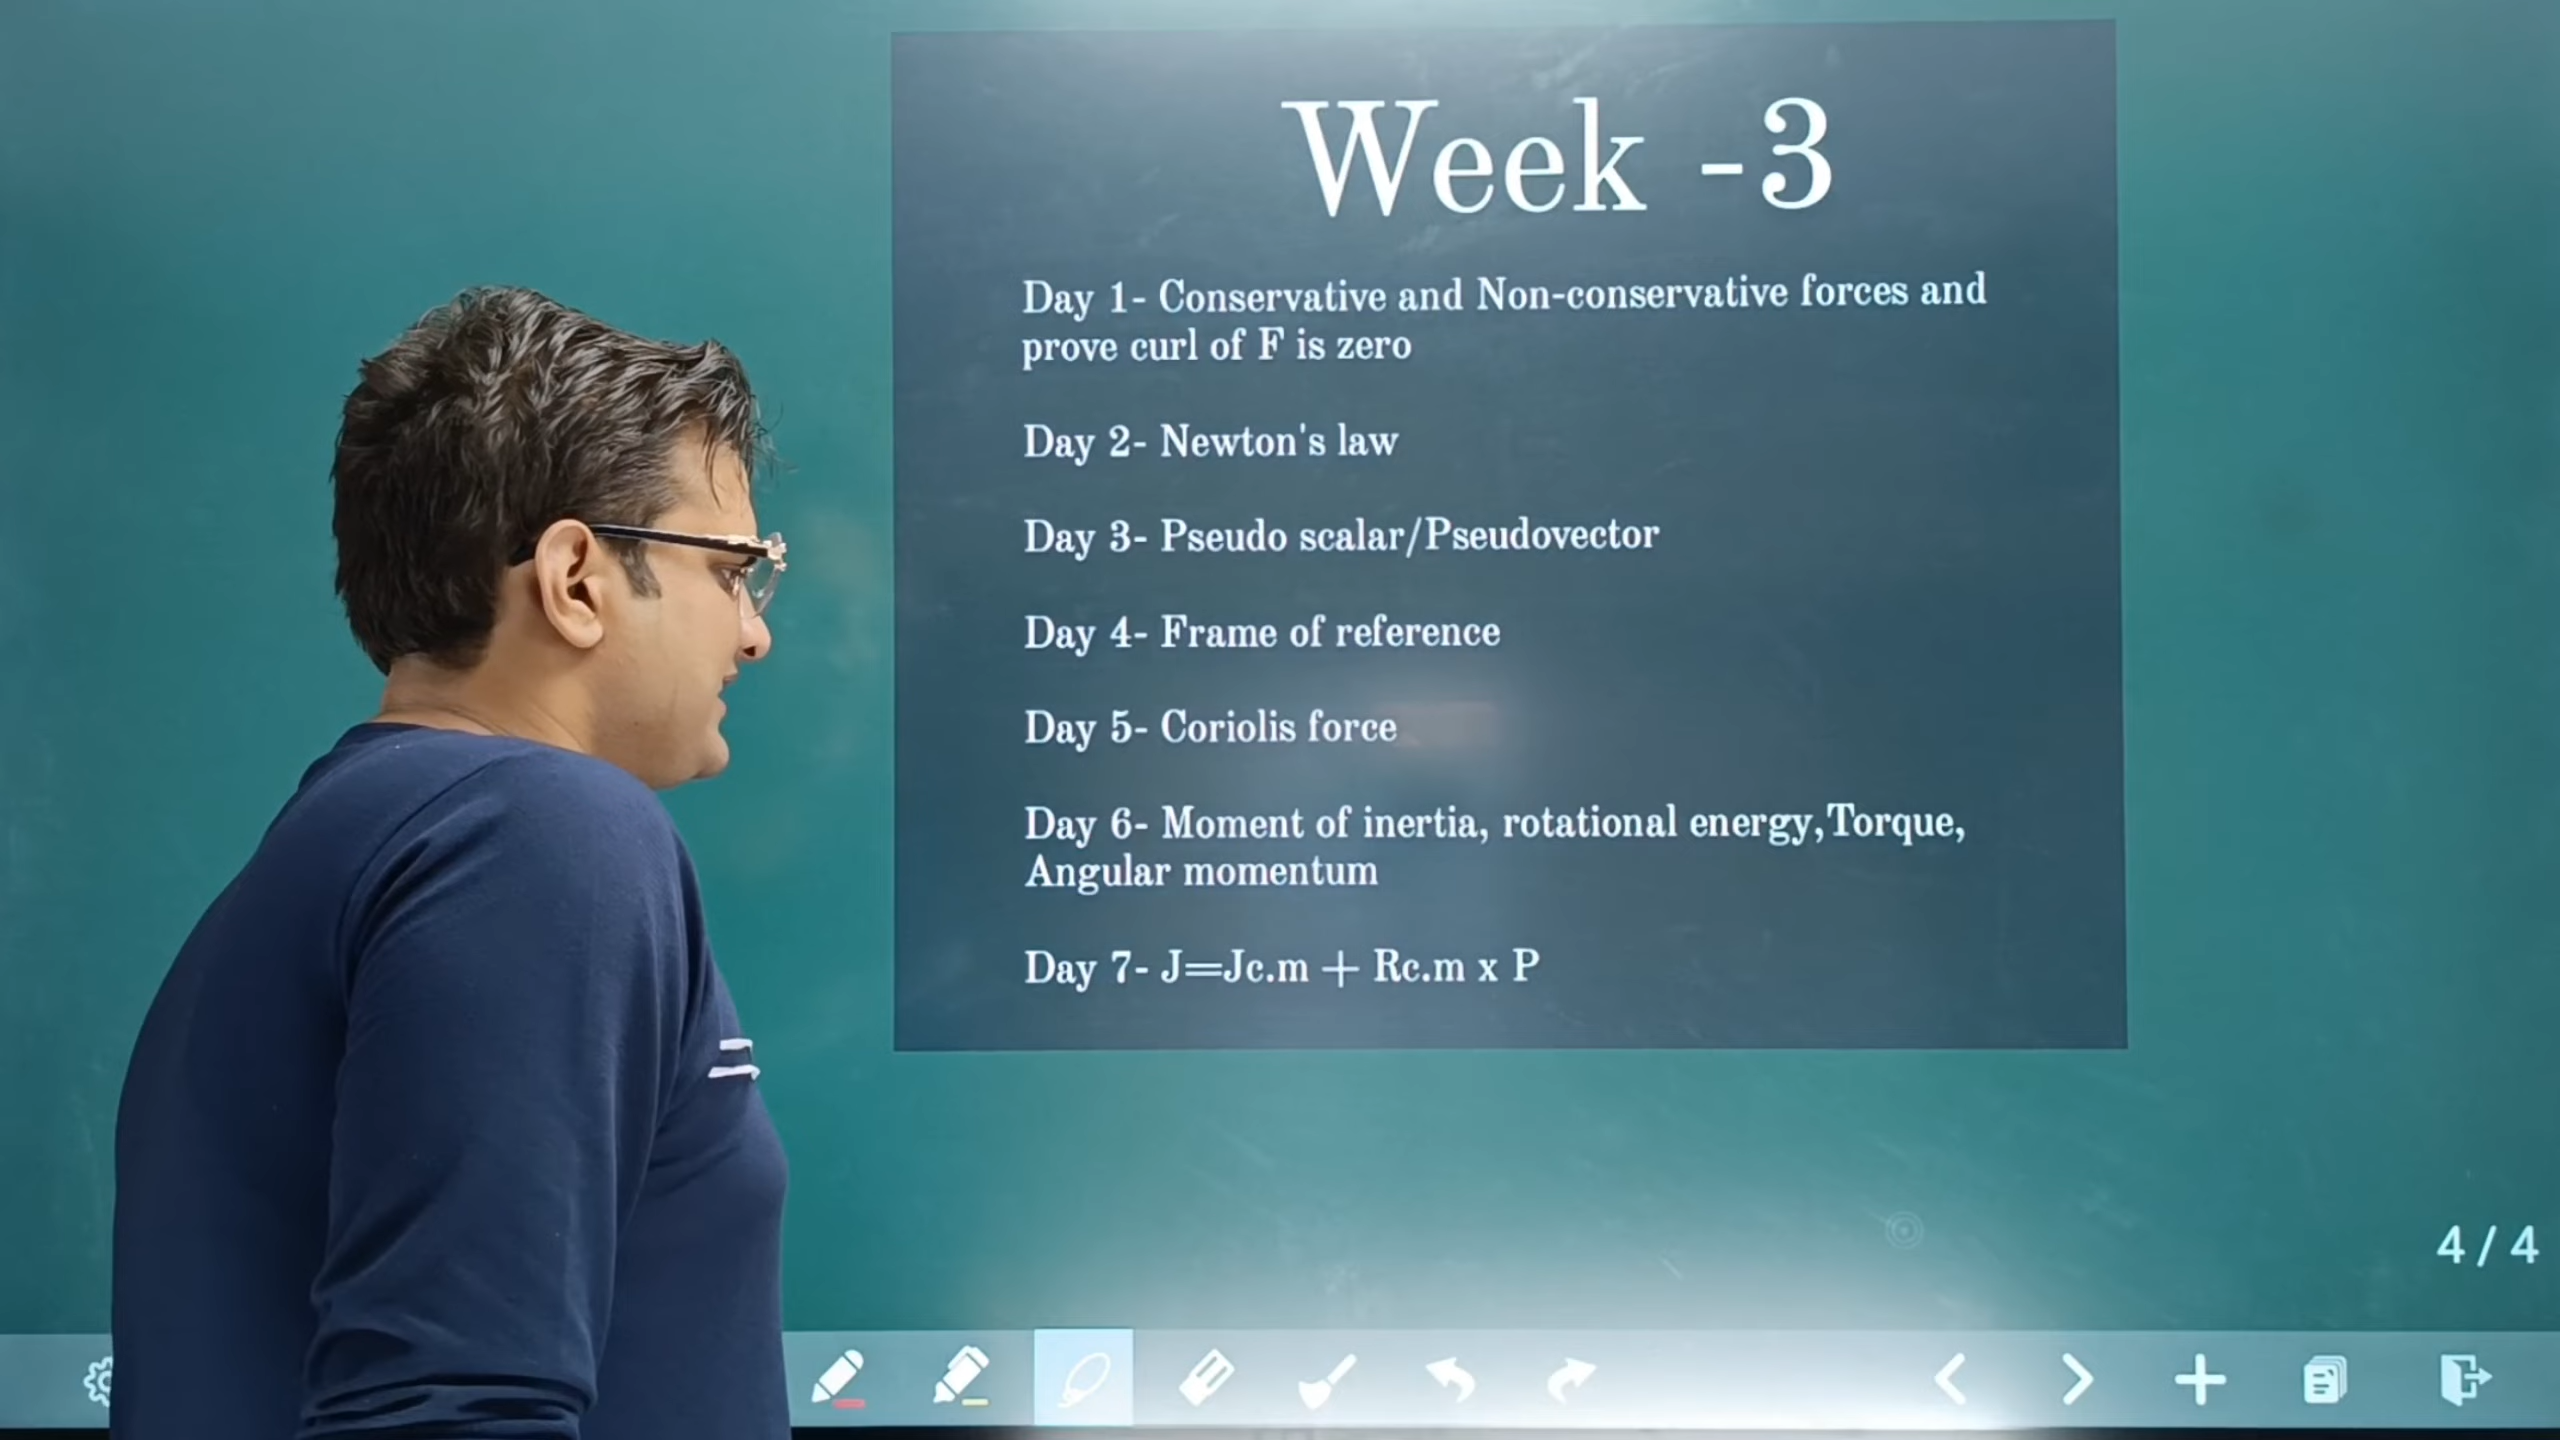 Week -3
Day 1- Conservative and Non-conservative forces and
prove curl of F is zero
Day 2- Newton's law
Day 3- Pseudo scalar/Pseudovector
Day 4- Frame of reference
Day 5- Coriolis force
Day 6- Moment of inertia, rotational energy,Torque,
Angular momentum
Day 7- J=Jc.m + Rc.m x P
4/4